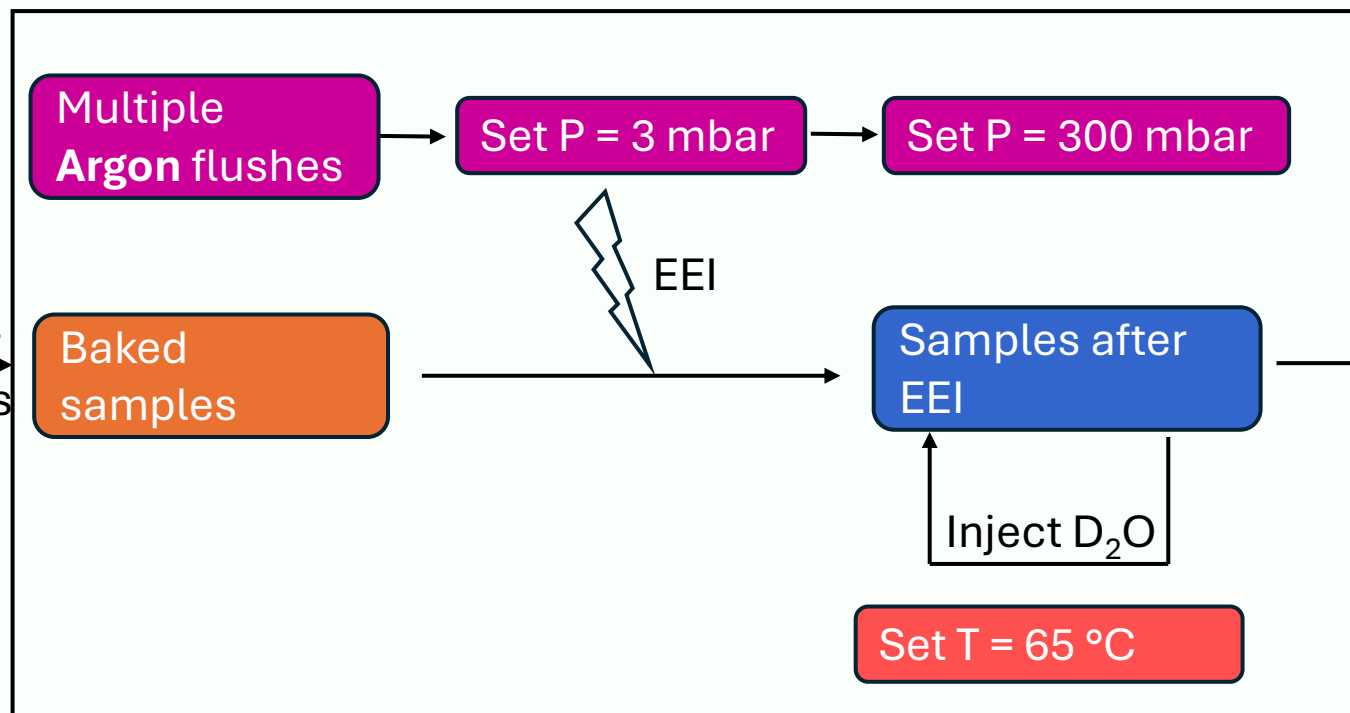 Multiple
Argon flushes
Set P = 3 mbar
Set P = 300 mbar
EEI
Baked
samples
Samples after
EEI
s
Inject D₂O
Set T = 65 °C